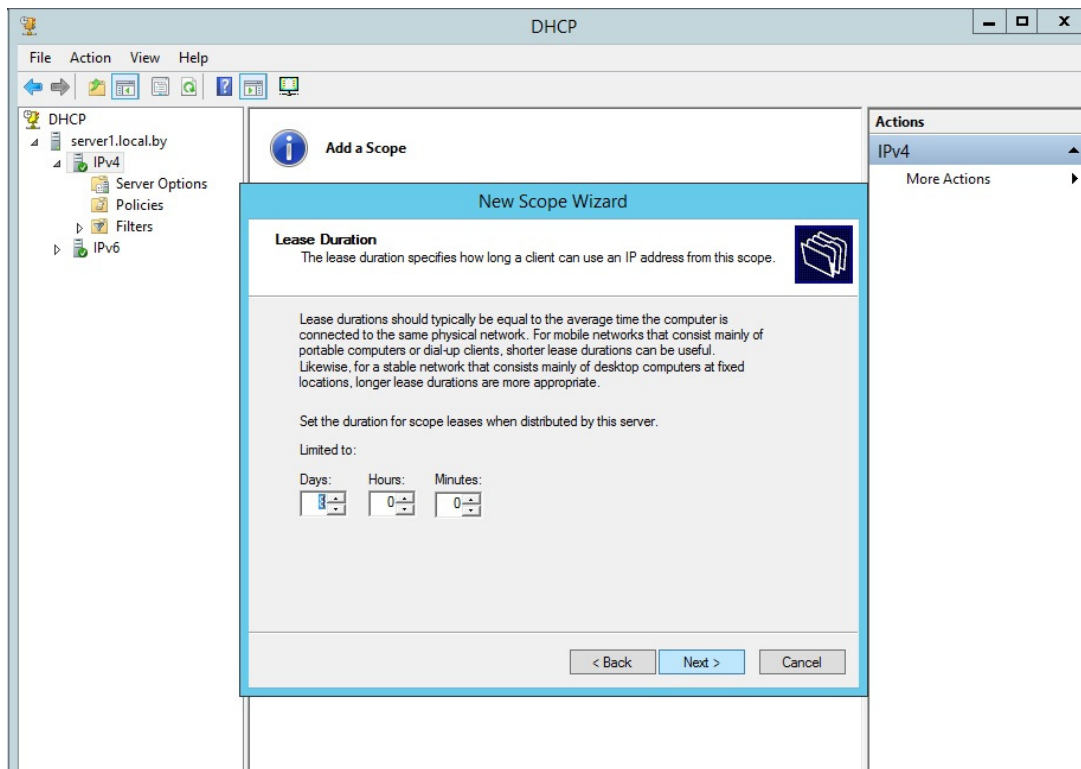 DHCP
File Action View Help
DHCP
server1.local.by
IPv4
Server Options
Policies
Filters
IPv6
Add a Scope
Actions
IPv4
More Actions
New Scope Wizard
Lease Duration
The lease duration specifies how long a client can use an IP address from this scope.
Lease durations should typically be equal to the average time the computer is
connected to the same physical network. For mobile networks that consist mainly of
portable computers or dial-up clients, shorter lease durations can be useful.
Likewise, for a stable network that consists mainly of desktop computers at fixed
locations, longer lease durations are more appropriate.
Set the duration for scope leases when distributed by this server.
Limited to:
Days: Hours: Minutes:
0 0
< Back Next > Cancel